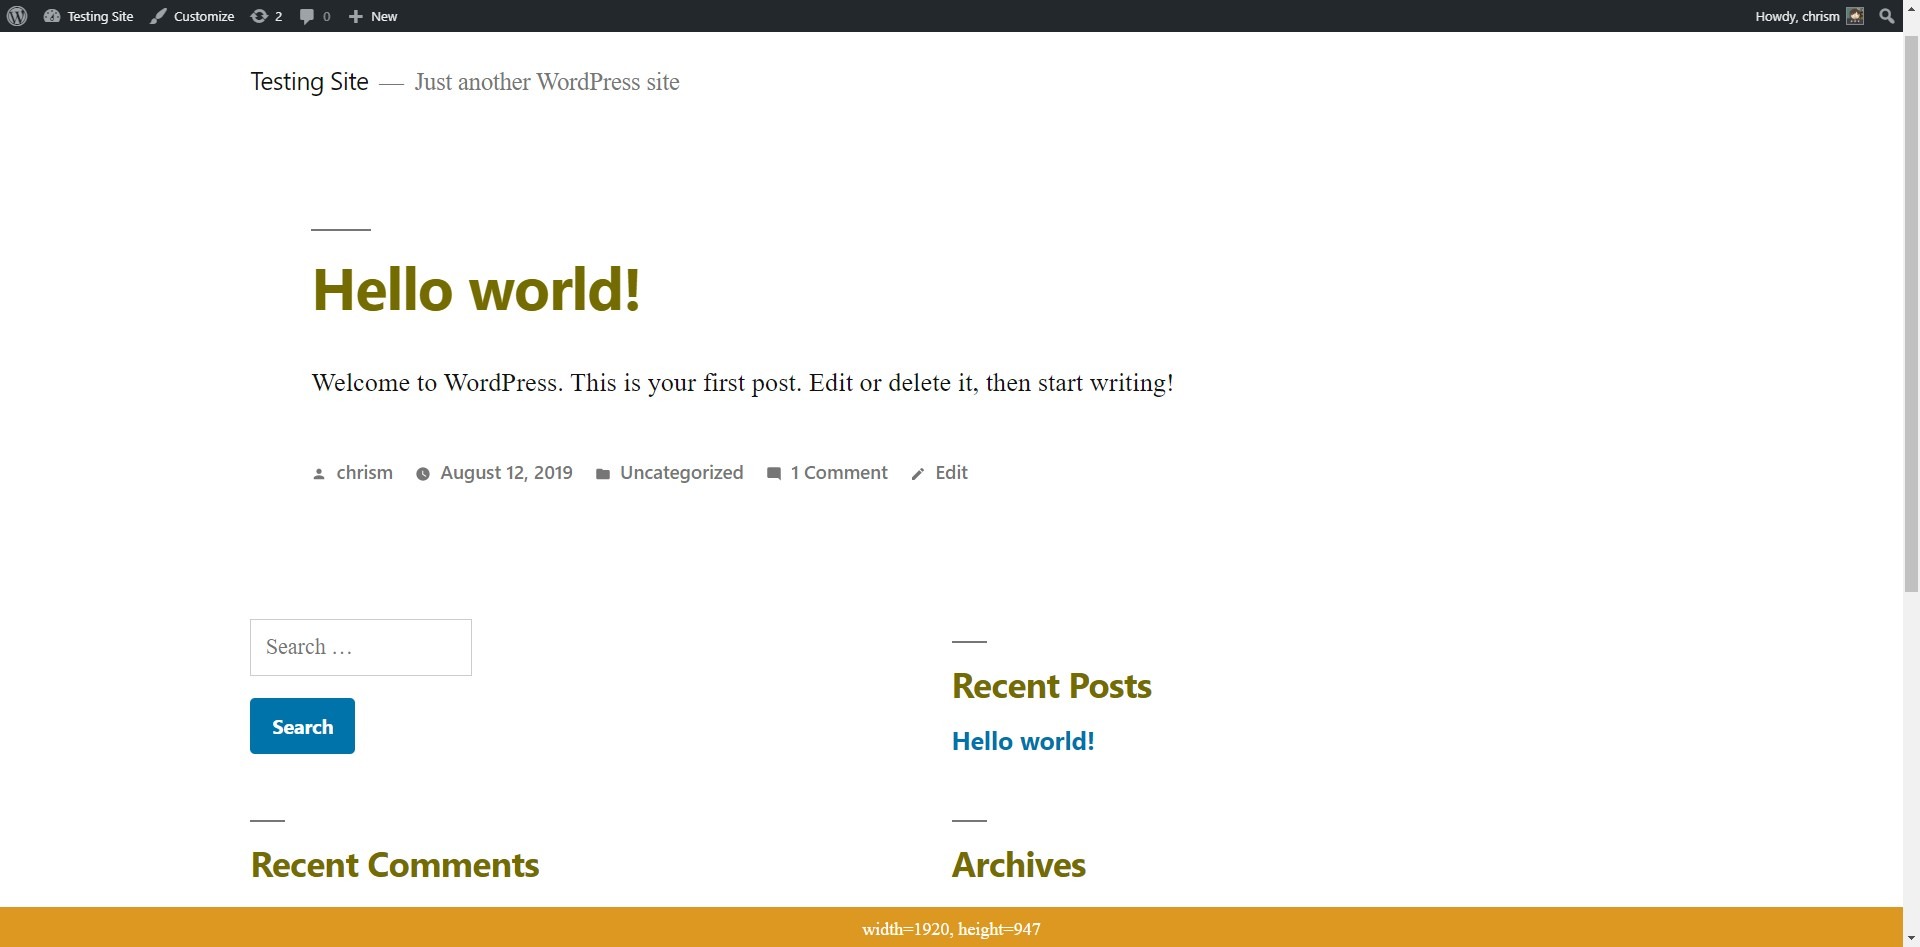 Testing Site Customize 2 0 New Howdy, chrism
Testing Site — Just another WordPress site
Hello world!
Welcome to WordPress. This is your first post. Edit or delete it, then start writing!
chrism August 12, 2019 Uncategorized 1 Comment Edit
Search …
Search
Recent Posts
Hello world!
Recent Comments
Archives
width=1920, height=947